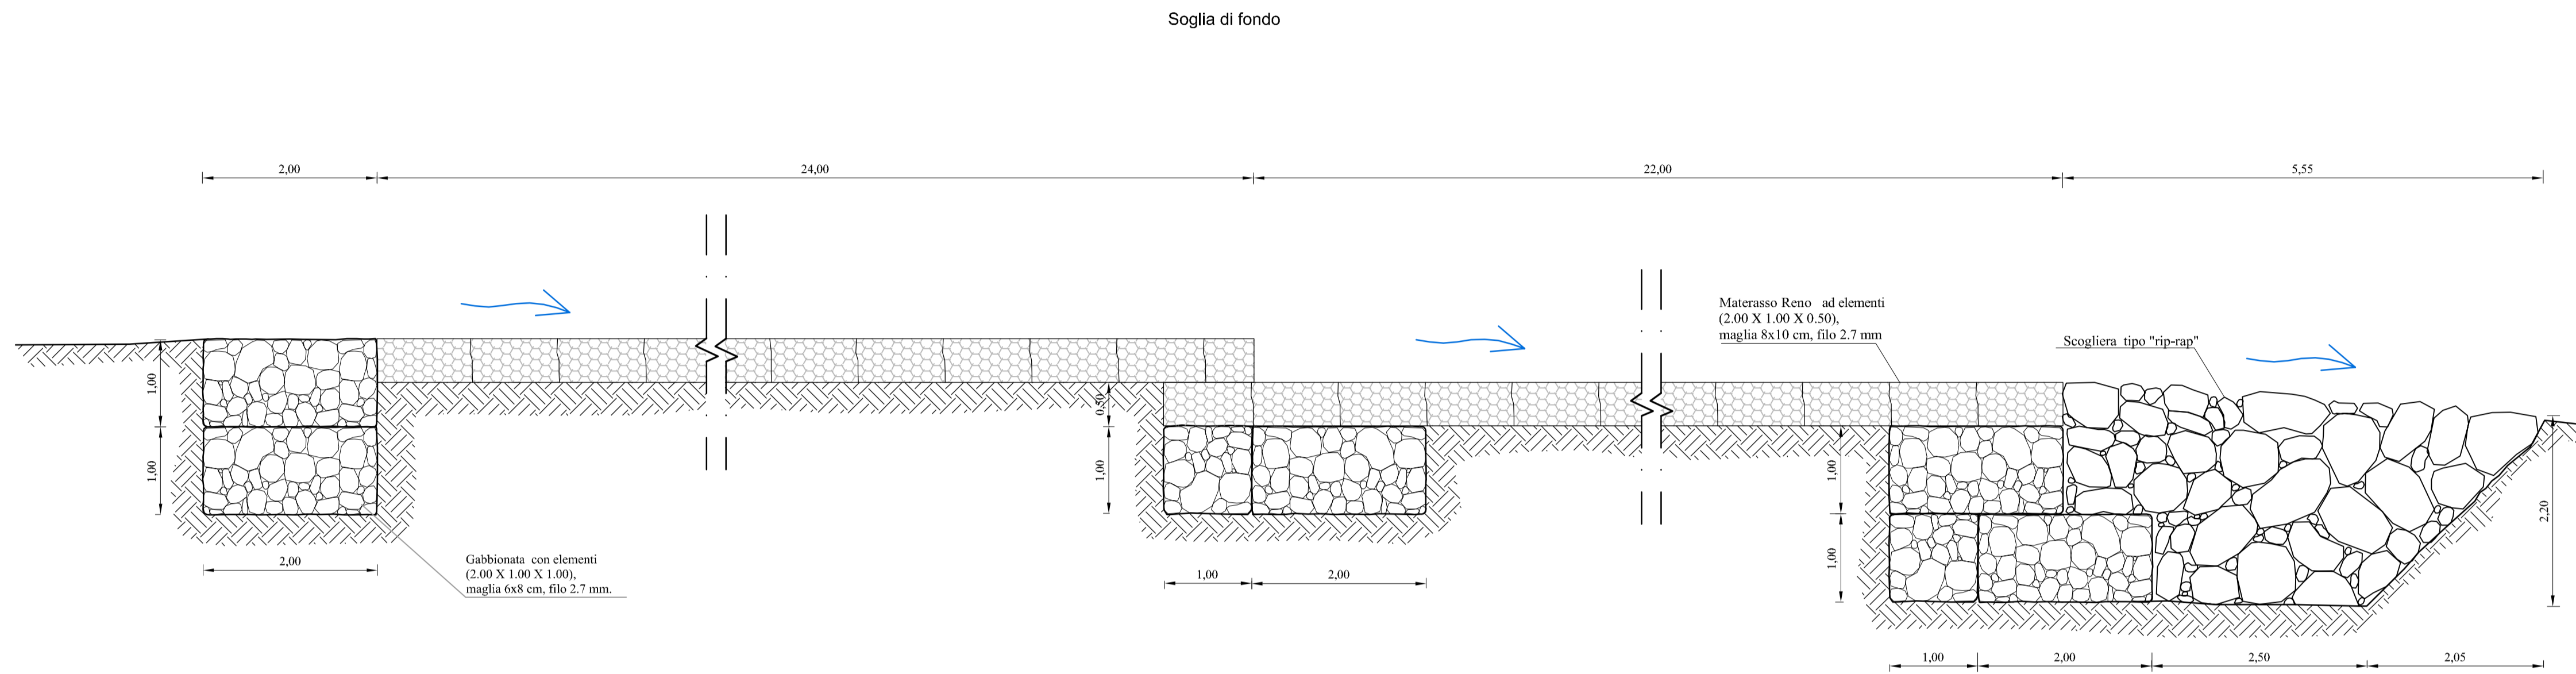 Soglia di fondo
2,00
24,00
22,00
5,55
Materasso Reno ad elementi
(2.00 X 1.00 X 0.50),
maglia 8x10 cm, filo 2.7 mm
Scogliera tipo "rip-rap"
1,00
1,00
0,50
1,00
1,00
1,00
2,20
2,00
Gabbionata con elementi
(2.00 X 1.00 X 1.00),
maglia 6x8 cm, filo 2.7 mm.
1,00
2,00
1,00
2,00
2,50
2,05